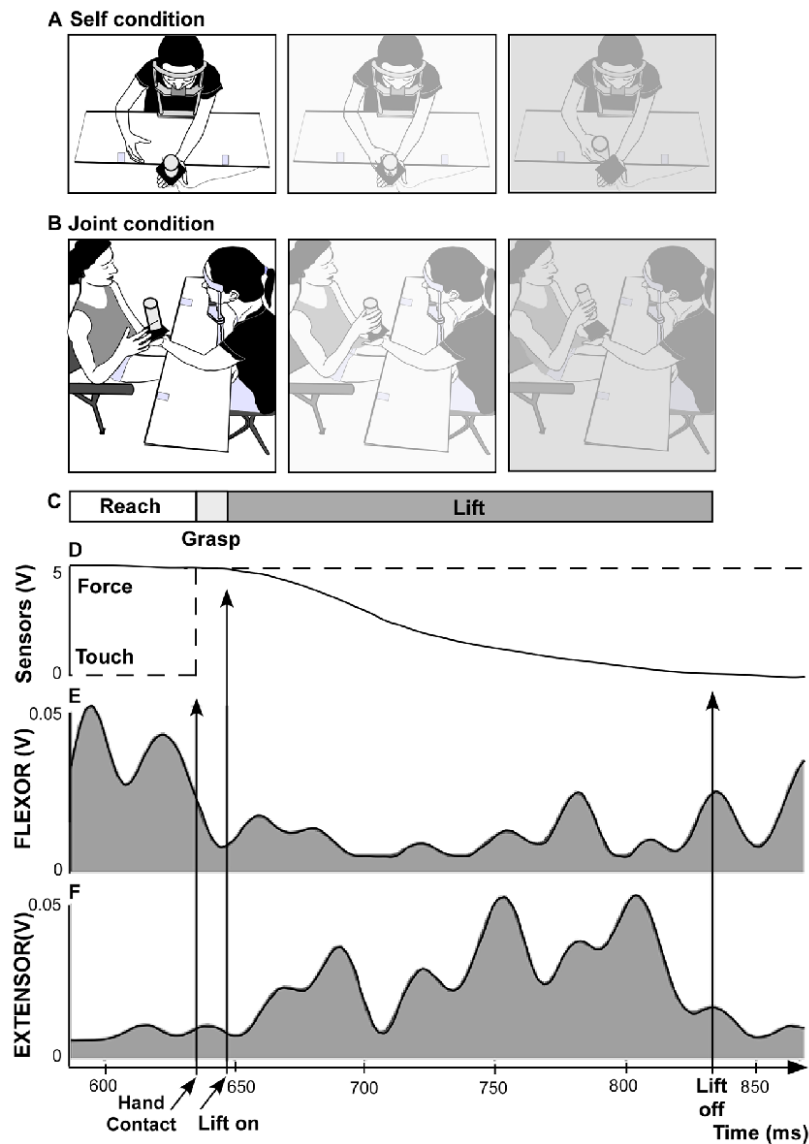 A Self condition
B Joint condition
C Reach Lift
Grasp
D
5
Force
Touch
0
Sensors (V)
E
0.05
FLEXOR (V)
0
F
0.05
EXTENSOR(V)
0
600 650 700 750 800 850
Hand
Contact
Lift on
Lift
off
Time (ms)